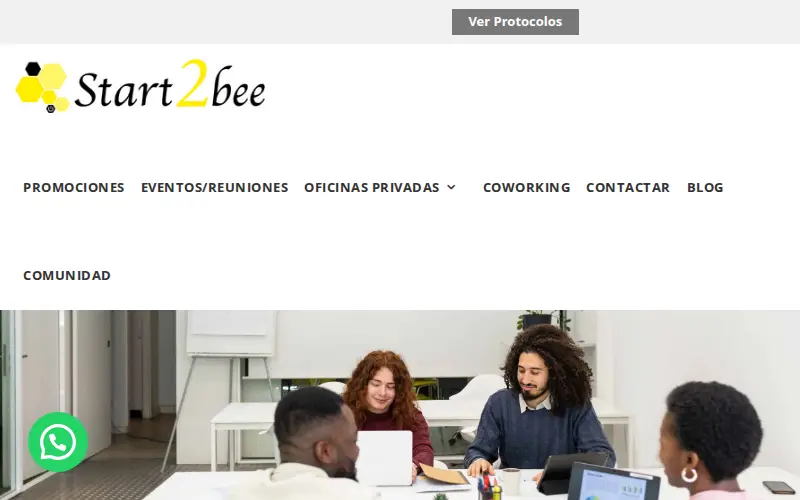 Ver Protocolos
Start2bee
PROMOCIONES EVENTOS/REUNIONES OFICINAS PRIVADAS COWORKING CONTACTAR BLOG
COMUNIDAD